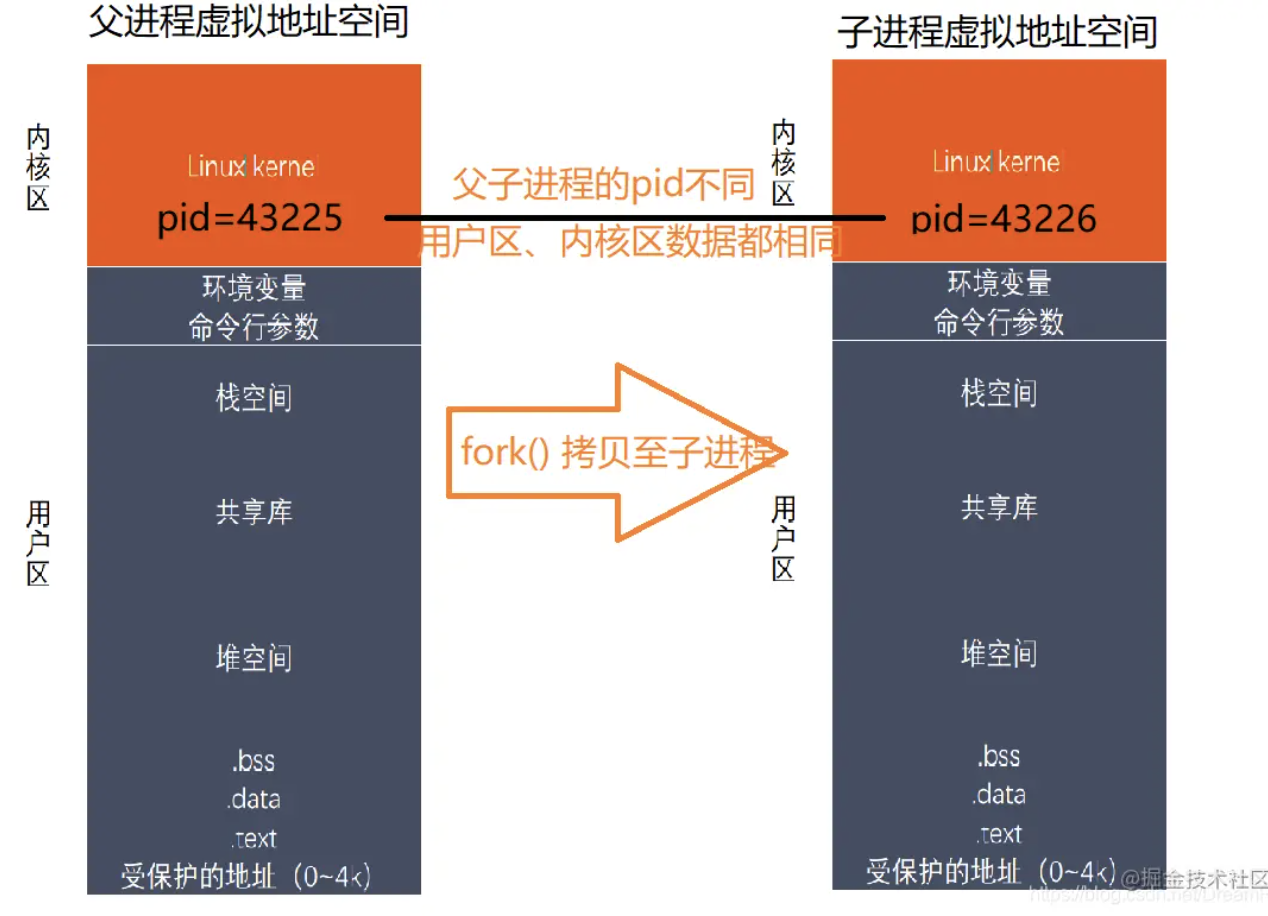 父进程虚拟地址空间
子进程虚拟地址空间
内核区
Linux kernel
pid=43225
父子进程的pid不同
用户区、内核区数据都相同
内核区
Linux kernel
pid=43226
环境变量
命令行参数
环境变量
命令行参数
栈空间
fork() 拷贝至子进程
栈空间
用户区
共享库
用户区
共享库
堆空间
堆空间
.bss
.data
.text
受保护的地址（0~4k）
.bss
.data
.text
受保护的地址（0~4k）
@掘金技术社区
https://blog.csdn.net/DreamF